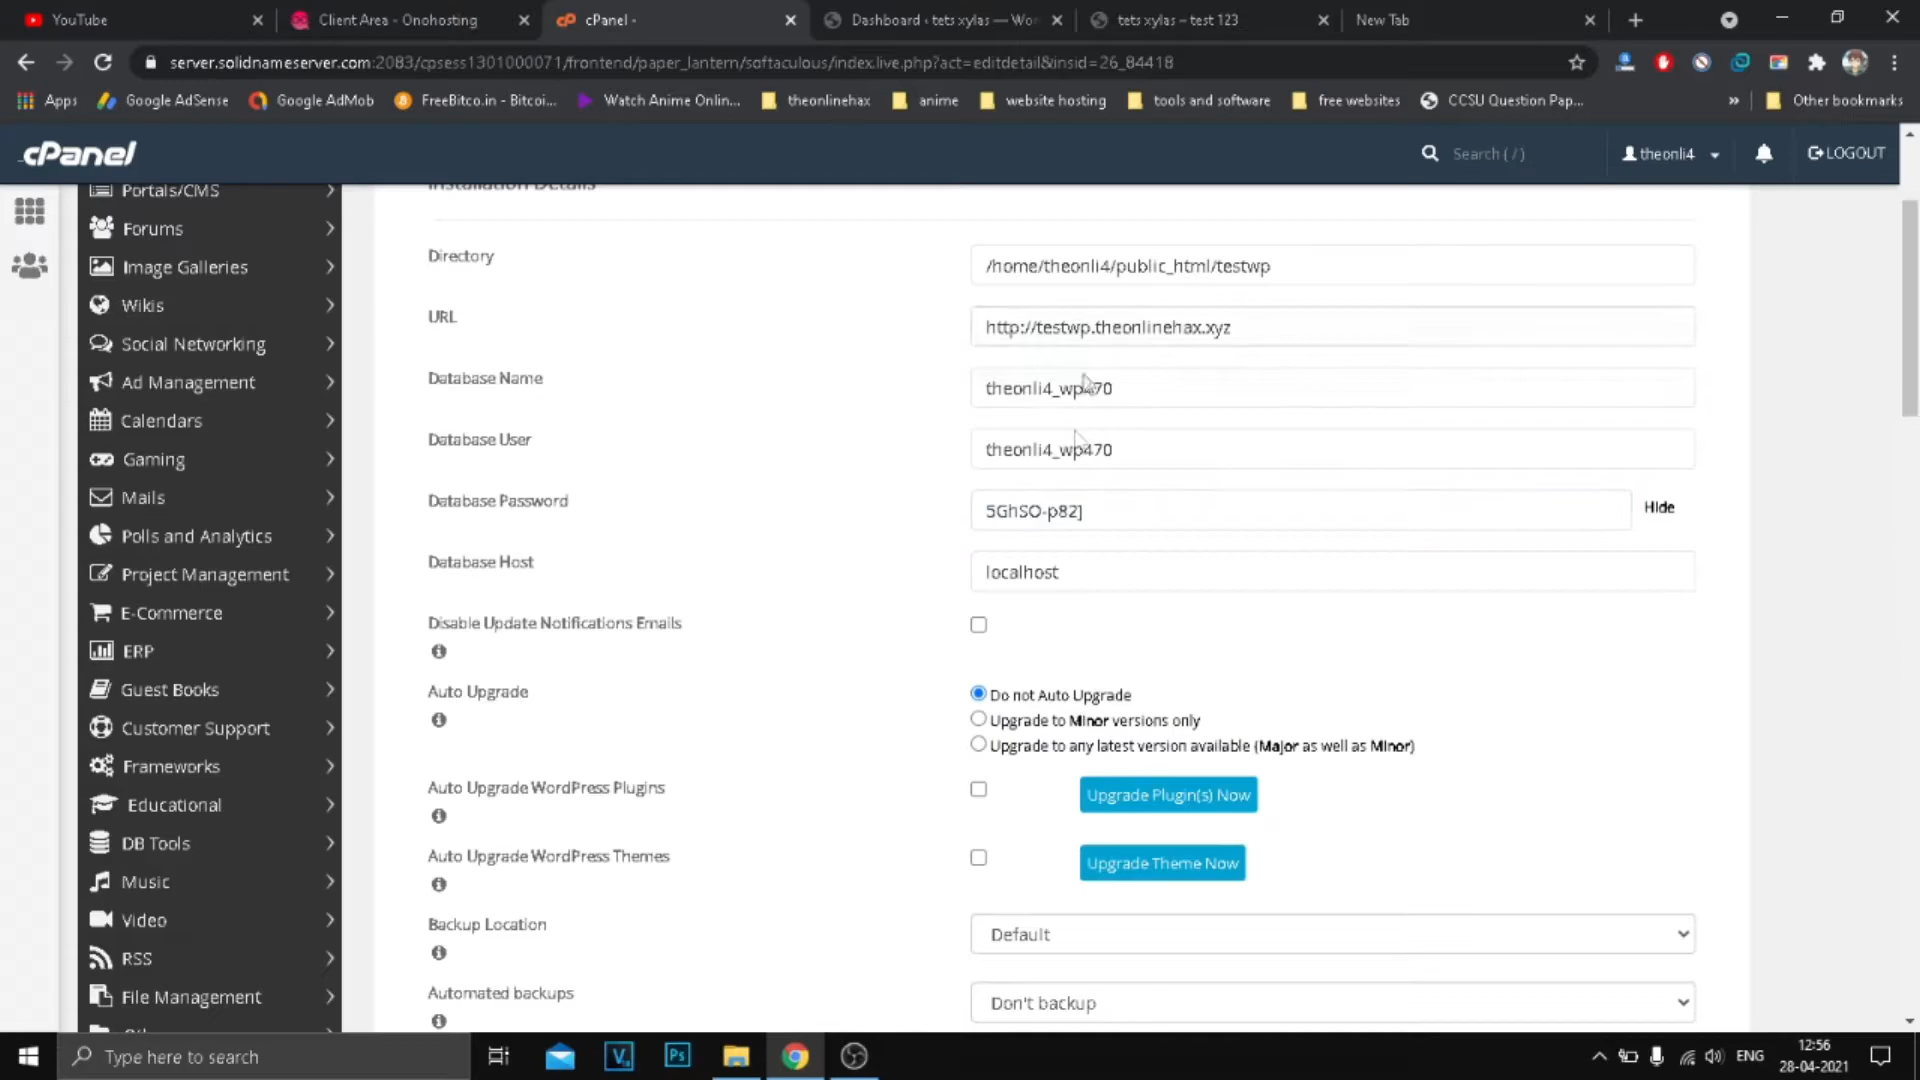 YouTube
Client Area - Onohosting
cPanel -
Dashboard ‹ tets xylas — Wor
tets xylas – test 123
New Tab
server.solidnameserver.com:2083/cpsess1301000071/frontend/paper_lantern/softaculous/index.live.php?act=editdetail&insid=26_84418
Apps
Google AdSense
Google AdMob
FreeBitco.in - Bitcoi...
Watch Anime Onlin...
theonlinehax
anime
website hosting
tools and software
free websites
CCSU Question Pap...
»
Other bookmarks
cPanel
Search ( / )
theonli4
LOGOUT
Portals/CMS
Forums
Image Galleries
Wikis
Social Networking
Ad Management
Calendars
Gaming
Mails
Polls and Analytics
Project Management
E-Commerce
ERP
Guest Books
Customer Support
Frameworks
Educational
DB Tools
Music
Video
RSS
File Management
Installation Details
Directory
/home/theonli4/public_html/testwp
URL
http://testwp.theonlinehax.xyz
Database Name
theonli4_wp470
Database User
theonli4_wp470
Database Password
5GhSO-p82]
Hide
Database Host
localhost
Disable Update Notifications Emails
Auto Upgrade
Do not Auto Upgrade
Upgrade to Minor versions only
Upgrade to any latest version available (Major as well as Minor)
Auto Upgrade WordPress Plugins
Upgrade Plugin(s) Now
Auto Upgrade WordPress Themes
Upgrade Theme Now
Backup Location
Default
Automated backups
Don't backup
Type here to search
Ps
ENG
12:56
28-04-2021